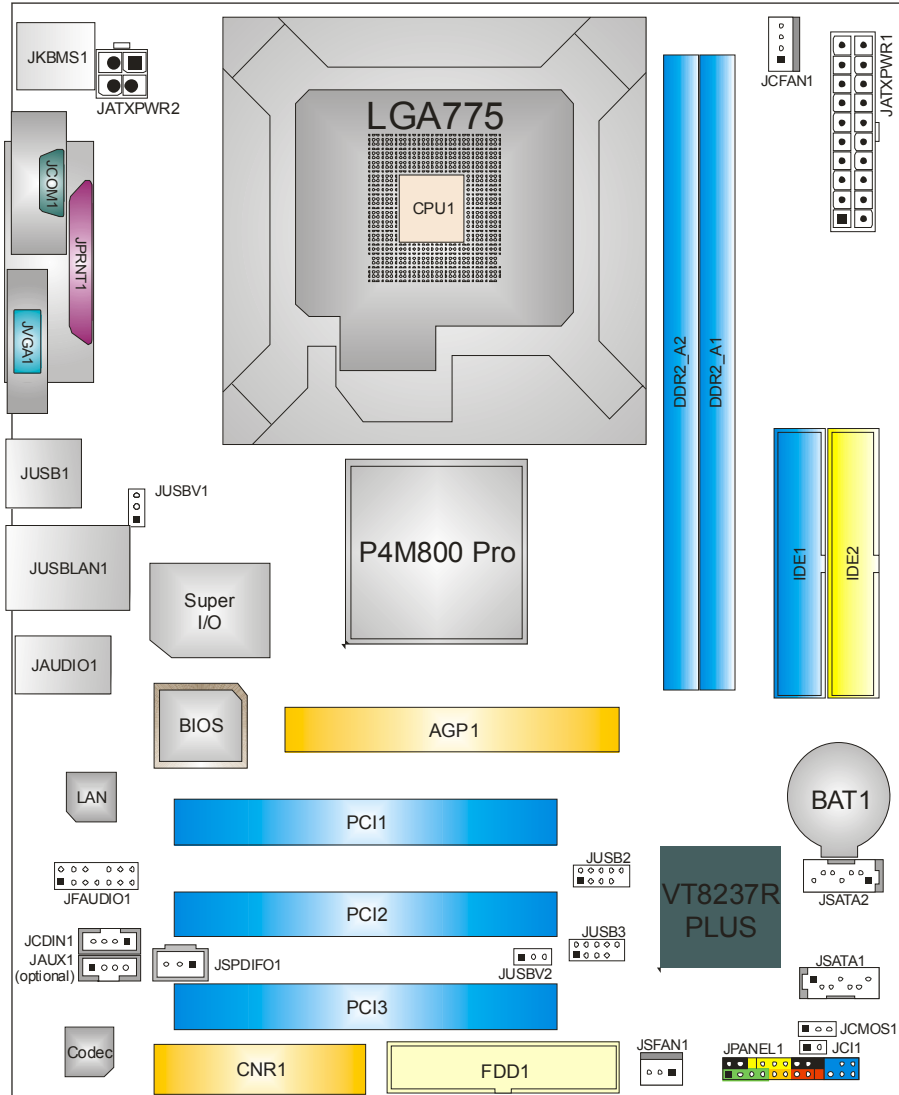 JKBMS1
JATXPWR2
LGA775
CPU1
JCFAN1
JATXPWR1
JCOM1
JPRNT1
JVGA1
DDR2_A2
DDR2_A1
JUSB1
JUSBV1
JUSBLAN1
P4M800 Pro
IDE1
IDE2
Super
I/O
JAUDIO1
BIOS
AGP1
LAN
BAT1
PCI1
JFAUDIO1
JUSB2
VT8237R
PLUS
JSATA2
PCI2
JCDIN1
JAUX1
(optional)
JSPDIFO1
JUSB3
JUSBV2
JSATA1
PCI3
JCMOS1
JCI1
Codec
CNR1
FDD1
JSFAN1
JPANEL1